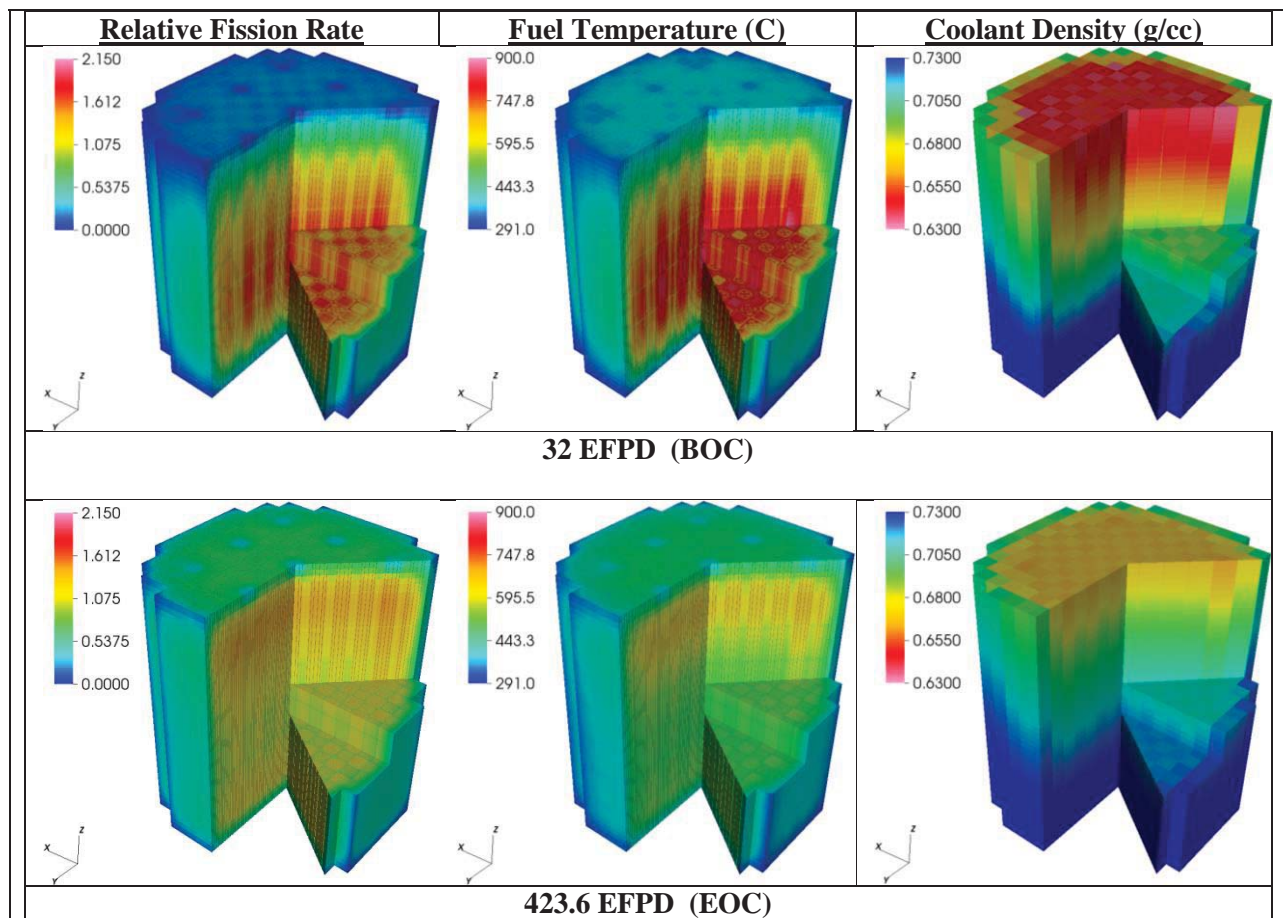 Relative Fission Rate
Fuel Temperature (C)
Coolant Density (g/cc)
2.150
1.612
1.075
0.5375
0.0000
X
Y
Z
900.0
747.8
595.5
443.3
291.0
X
Y
Z
0.7300
0.7050
0.6800
0.6550
0.6300
X
Y
Z
32 EFPD (BOC)
2.150
1.612
1.075
0.5375
0.0000
X
Y
Z
900.0
747.8
595.5
443.3
291.0
X
Y
Z
0.7300
0.7050
0.6800
0.6550
0.6300
X
Y
Z
423.6 EFPD (EOC)